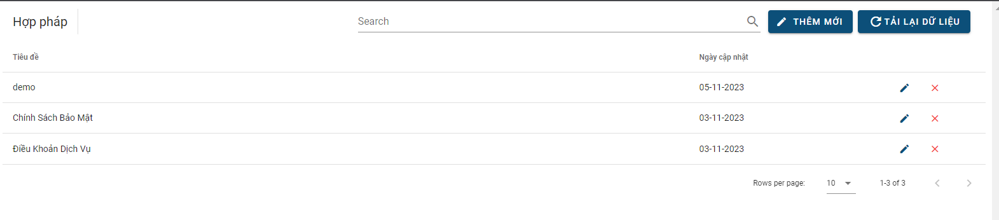 Hợp pháp
Search
THÊM MỚI
TẢI LẠI DỮ LIỆU
Tiêu đề Ngày cập nhật
demo 05-11-2023
Chính Sách Bảo Mật 03-11-2023
Điều Khoản Dịch Vụ 03-11-2023
Rows per page: 10 1-3 of 3